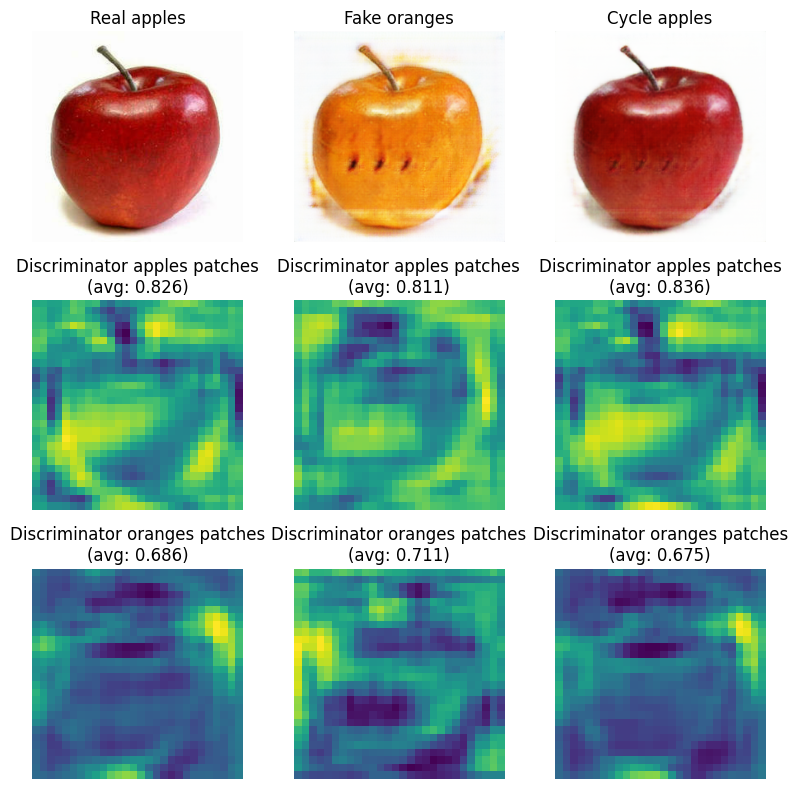 Real apples
Fake oranges
Cycle apples
Discriminator apples patches
(avg: 0.826)
Discriminator apples patches
(avg: 0.811)
Discriminator apples patches
(avg: 0.836)
Discriminator oranges patches
(avg: 0.686)
Discriminator oranges patches
(avg: 0.711)
Discriminator oranges patches
(avg: 0.675)